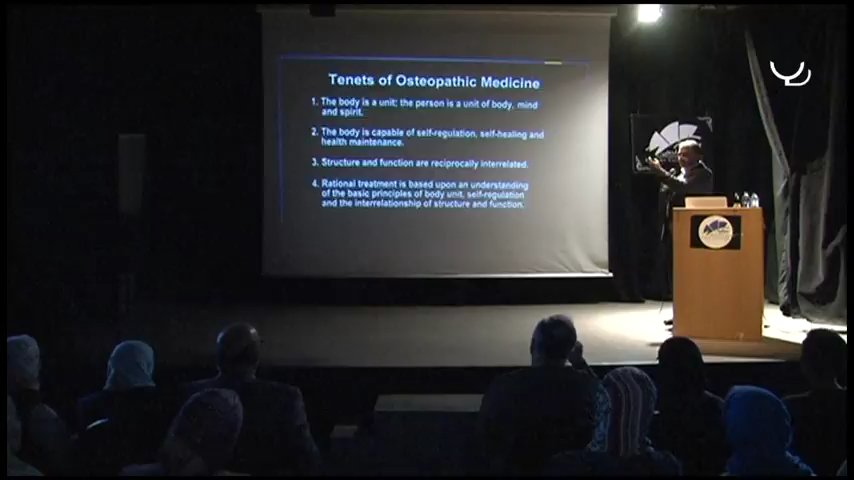 Tenets of Osteopathic Medicine
1. The body is a unit; the person is a unit of body, mind
and spirit.
2. The body is capable of self-regulation, self-healing and
health maintenance.
3. Structure and function are reciprocally interrelated.
4. Rational treatment is based upon an understanding
of the basic principles of body unit, self-regulation
and the interrelationship of structure and function.